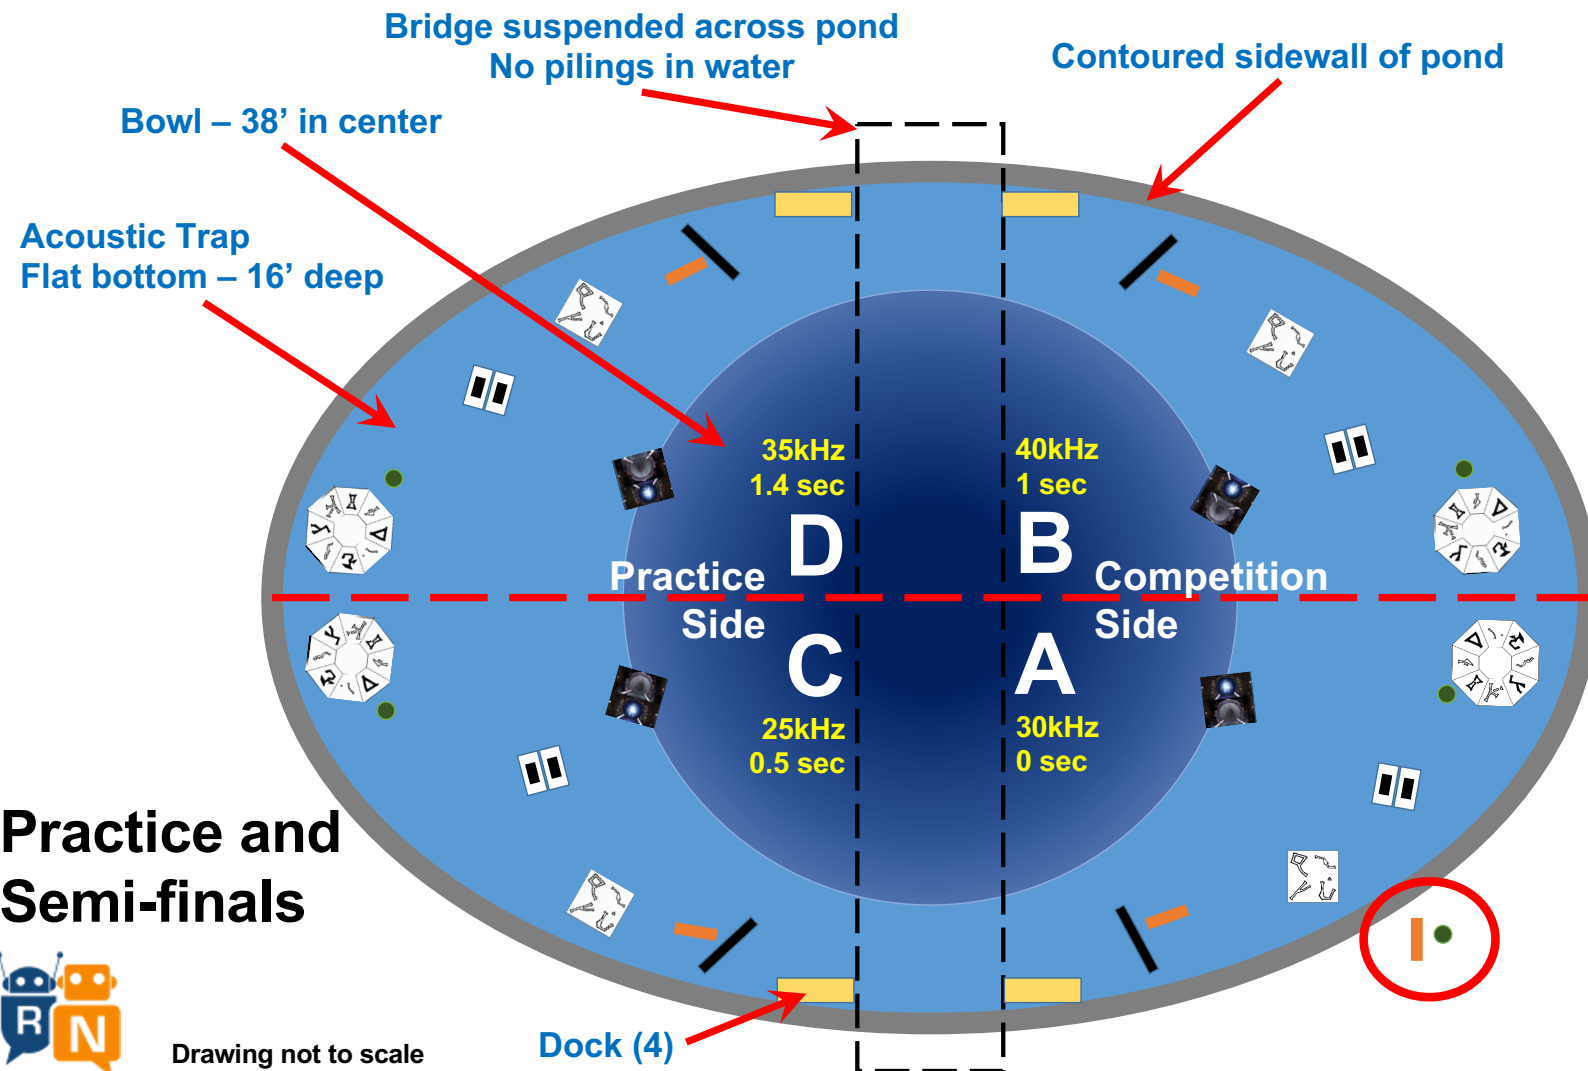 Bridge suspended across pond
No pilings in water
Contoured sidewall of pond
Bowl – 38’ in center
Acoustic Trap
Flat bottom – 16’ deep
35kHz
1.4 sec
D
40kHz
1 sec
B
Practice
Side
Competition
Side
C
25kHz
0.5 sec
A
30kHz
0 sec
Practice and
Semi-finals
R N
Drawing not to scale
Dock (4)